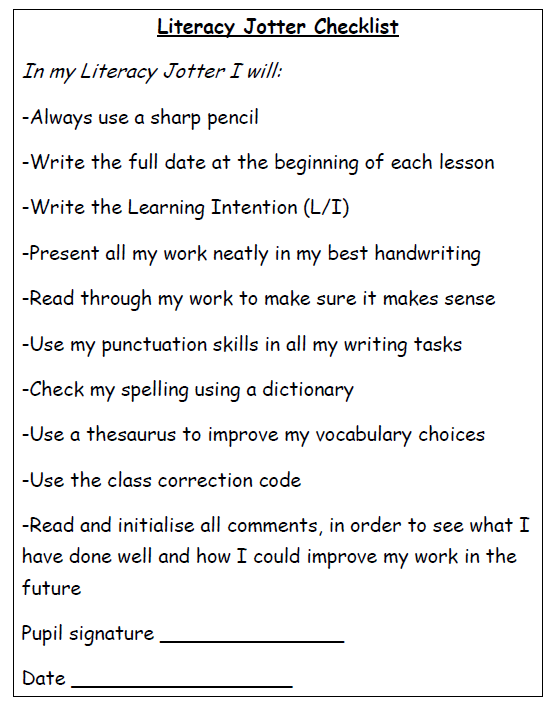 Literacy Jotter Checklist
In my Literacy Jotter I will:
-Always use a sharp pencil
-Write the full date at the beginning of each lesson
-Write the Learning Intention (L/I)
-Present all my work neatly in my best handwriting
-Read through my work to make sure it makes sense
-Use my punctuation skills in all my writing tasks
-Check my spelling using a dictionary
-Use a thesaurus to improve my vocabulary choices
-Use the class correction code
-Read and initialise all comments, in order to see what I
have done well and how I could improve my work in the
future
Pupil signature _______________
Date __________________